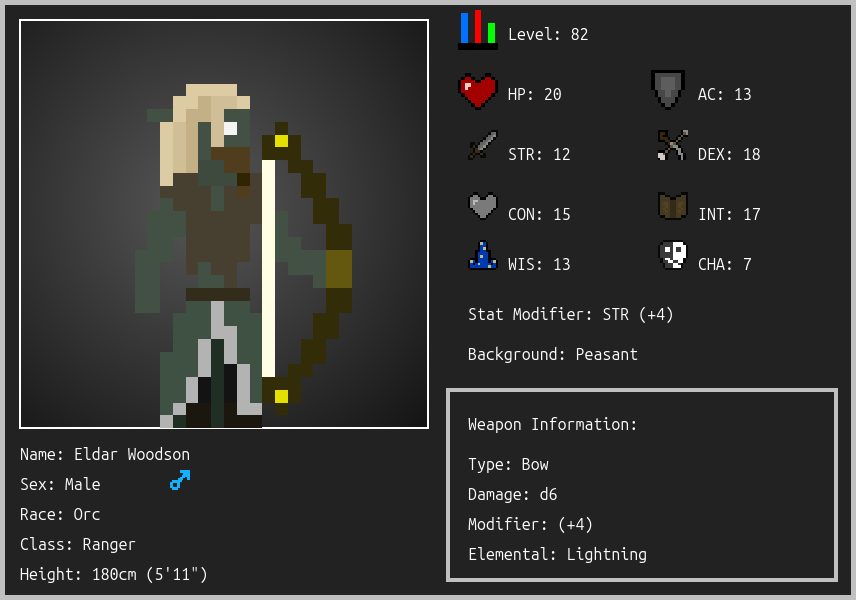 Level: 82
HP: 20
AC: 13
STR: 12
DEX: 18
CON: 15
INT: 17
WIS: 13
CHA: 7
Stat Modifier: STR (+4)
Background: Peasant
Weapon Information:
Type: Bow
Damage: d6
Modifier: (+4)
Elemental: Lightning
Name: Eldar Woodson
Sex: Male
Race: Orc
Class: Ranger
Height: 180cm (5'11")